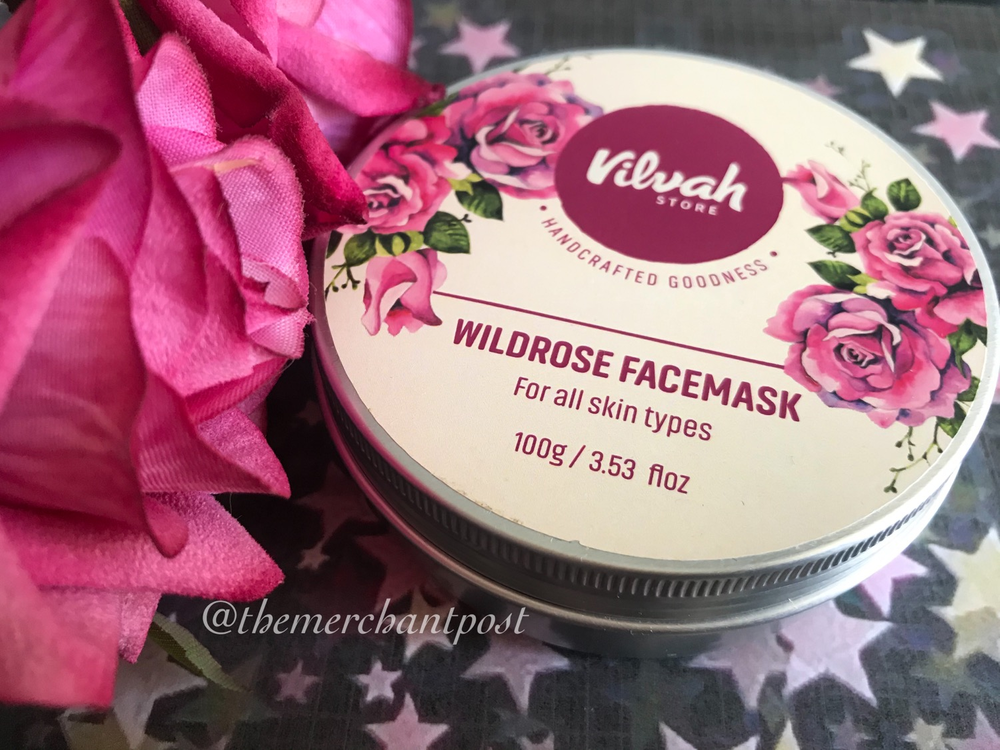 Vilvah
STORE
• HANDCRAFTED GOODNESS •
WILDROSE FACEMASK
For all skin types
100g / 3.53 floz
@themerchantpost